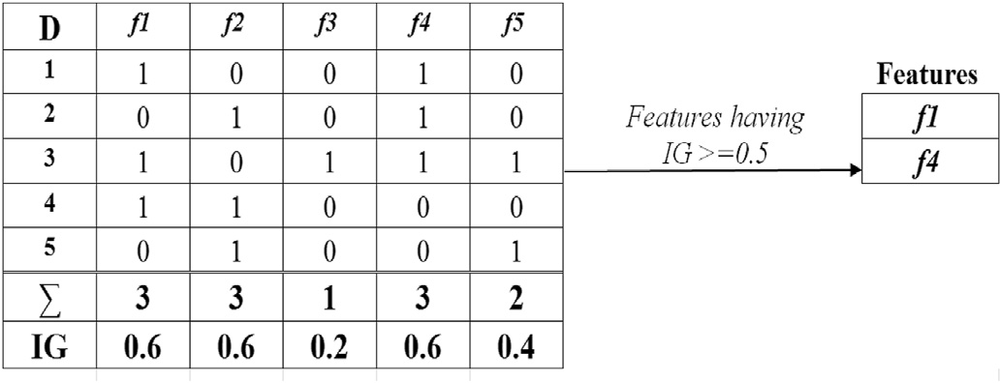 D f1 f2 f3 f4 f5
1 1 0 0 1 0
2 0 1 0 1 0
3 1 0 1 1 1
4 1 1 0 0 0
5 0 1 0 0 1
∑ 3 3 1 3 2
IG 0.6 0.6 0.2 0.6 0.4
Features having
IG >=0.5
Features
f1
f4